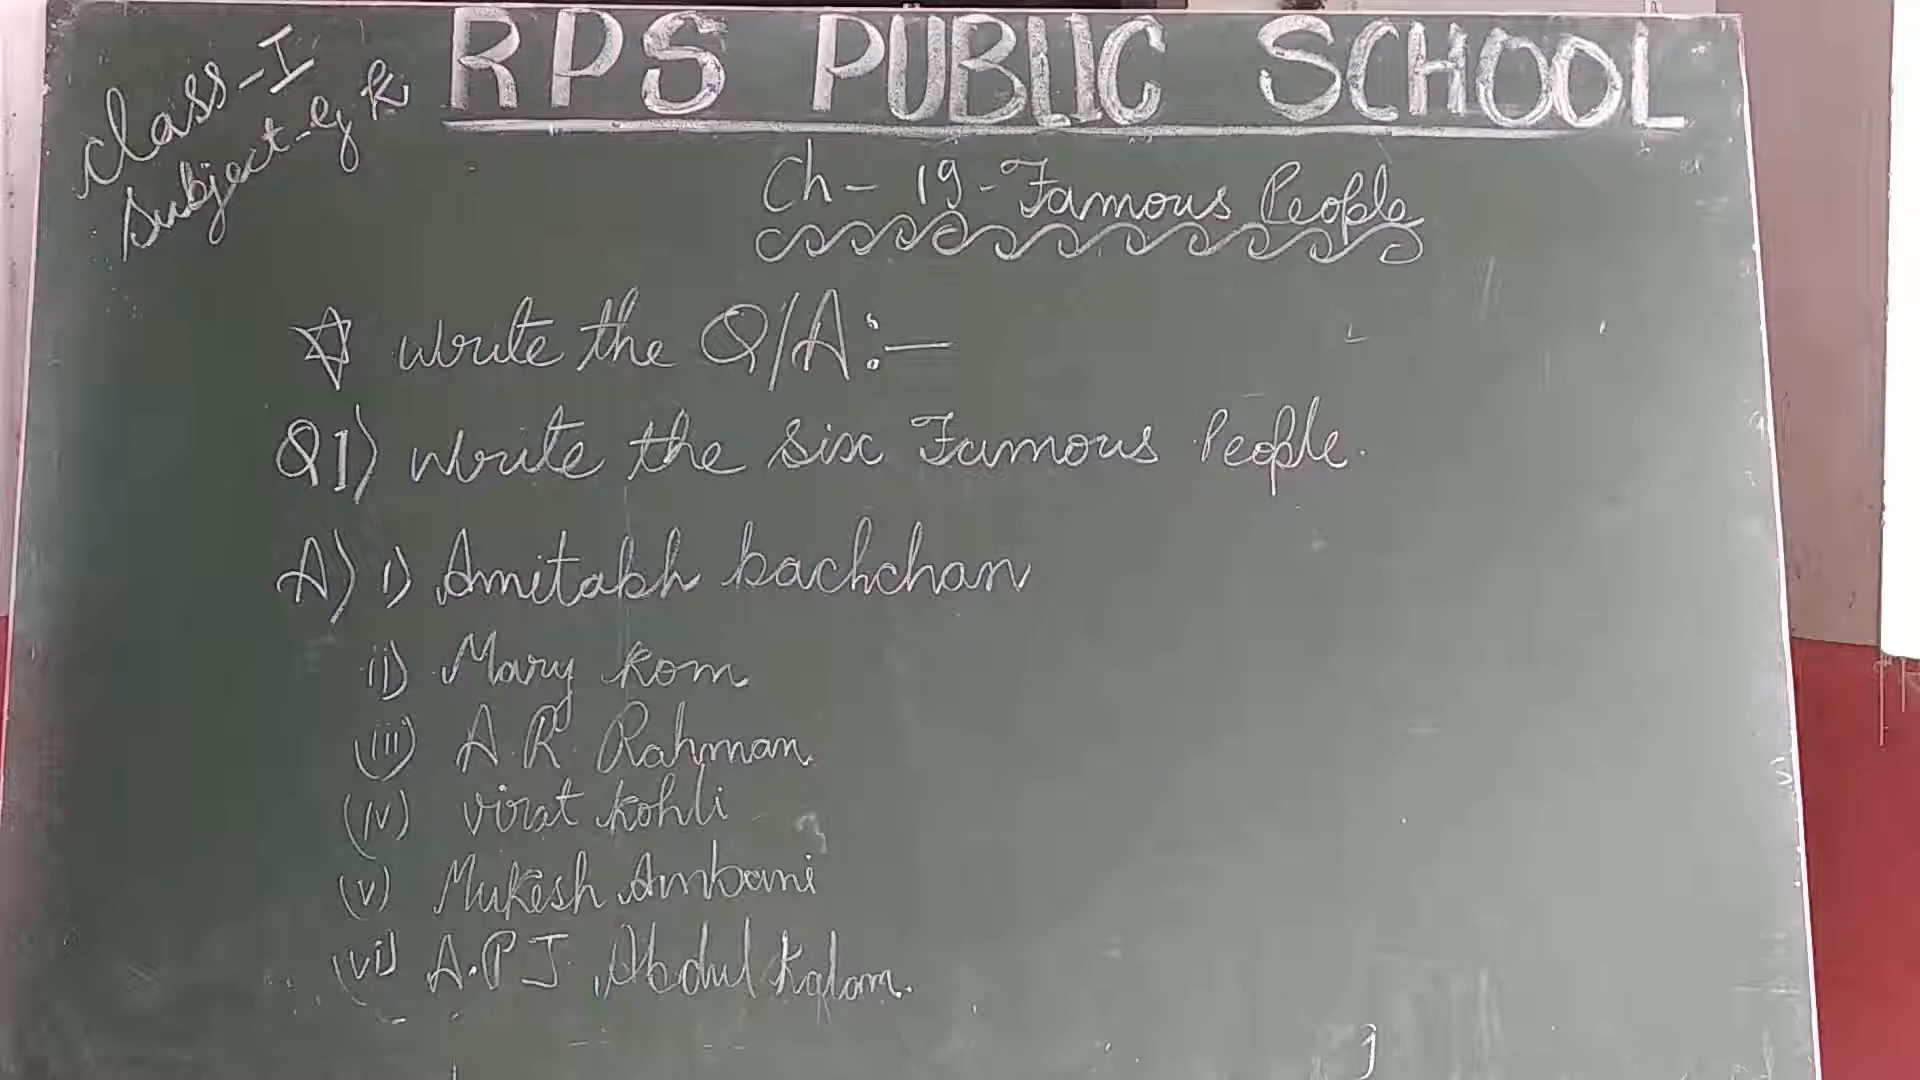 RPS PUBLIC SCHOOL
Class-I
Subject-Gk
Ch-19-Famous People
write the Q/A:-
Q1) write the six Famous People.
A) i) Amitabh bachchan
ii) Mary kom
(iii) A.R. Rahman
(iv) virat kohli
(v) Mukesh Ambani
(vi) A.P J Abdul Kalam.